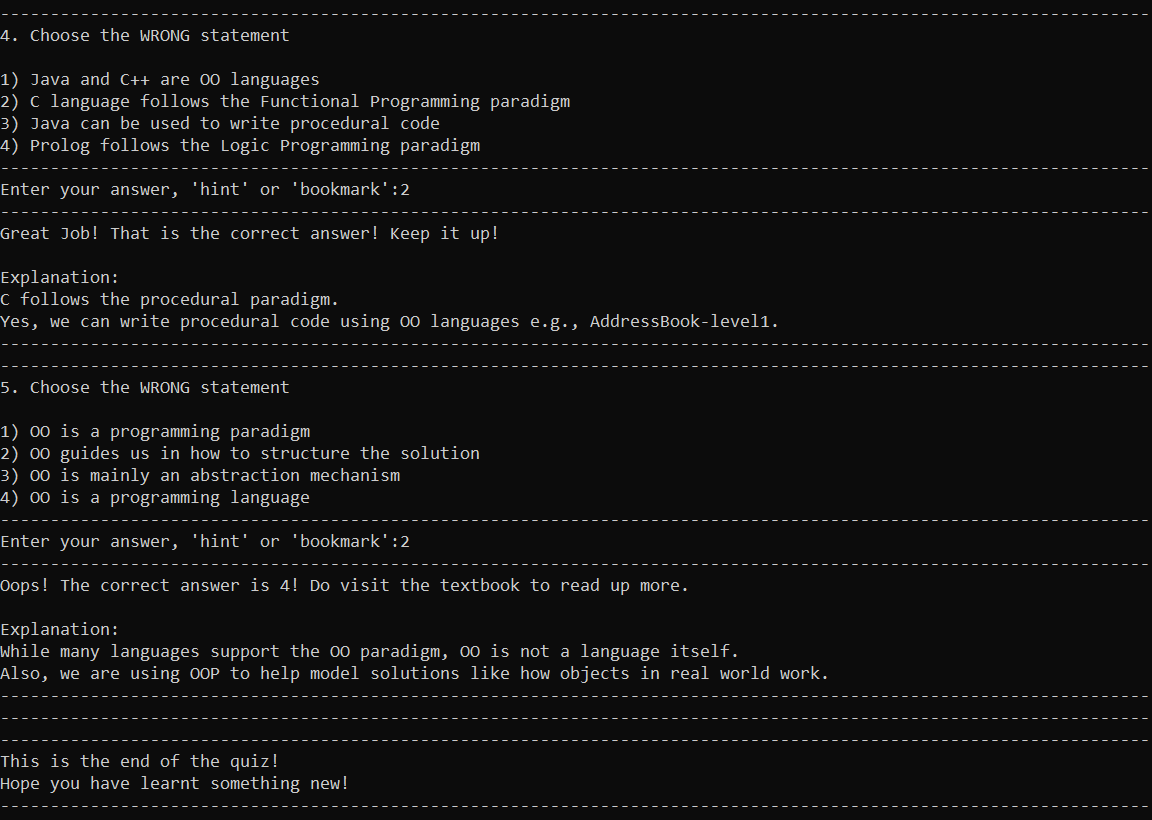 4. Choose the WRONG statement
1) Java and C++ are OO languages
2) C language follows the Functional Programming paradigm
3) Java can be used to write procedural code
4) Prolog follows the Logic Programming paradigm
Enter your answer, 'hint' or 'bookmark':2
Great Job! That is the correct answer! Keep it up!
Explanation:
C follows the procedural paradigm.
Yes, we can write procedural code using OO languages e.g., AddressBook-level1.
5. Choose the WRONG statement
1) OO is a programming paradigm
2) OO guides us in how to structure the solution
3) OO is mainly an abstraction mechanism
4) OO is a programming language
Enter your answer, 'hint' or 'bookmark':2
Oops! The correct answer is 4! Do visit the textbook to read up more.
Explanation:
While many languages support the OO paradigm, OO is not a language itself.
Also, we are using OOP to help model solutions like how objects in real world work.
This is the end of the quiz!
Hope you have learnt something new!